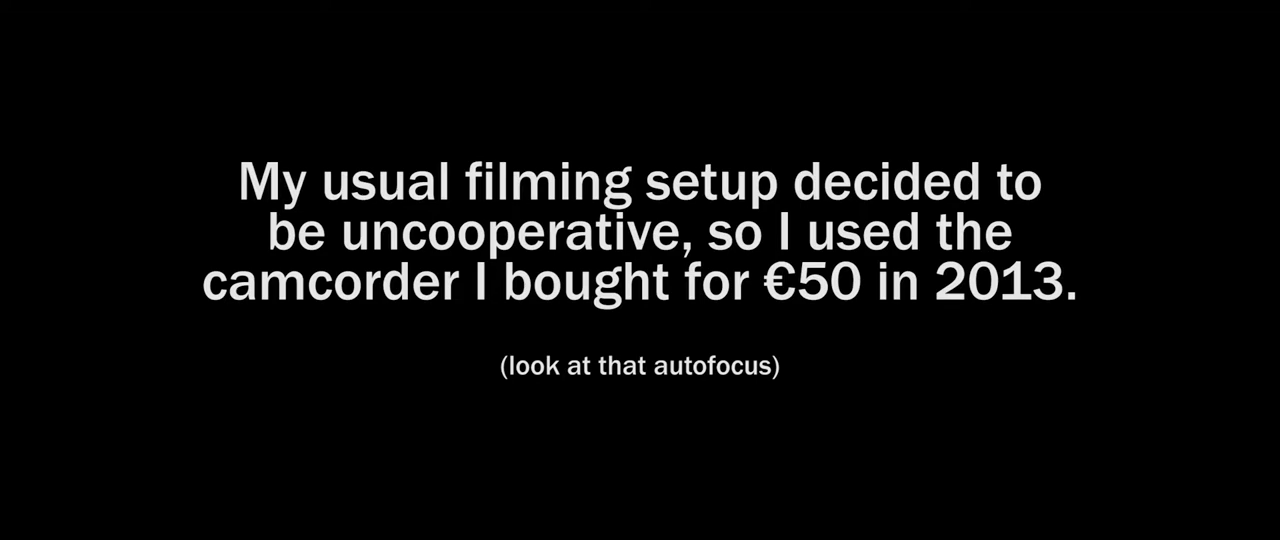 My usual filming setup decided to
be uncooperative, so I used the
camcorder I bought for €50 in 2013.
(look at that autofocus)